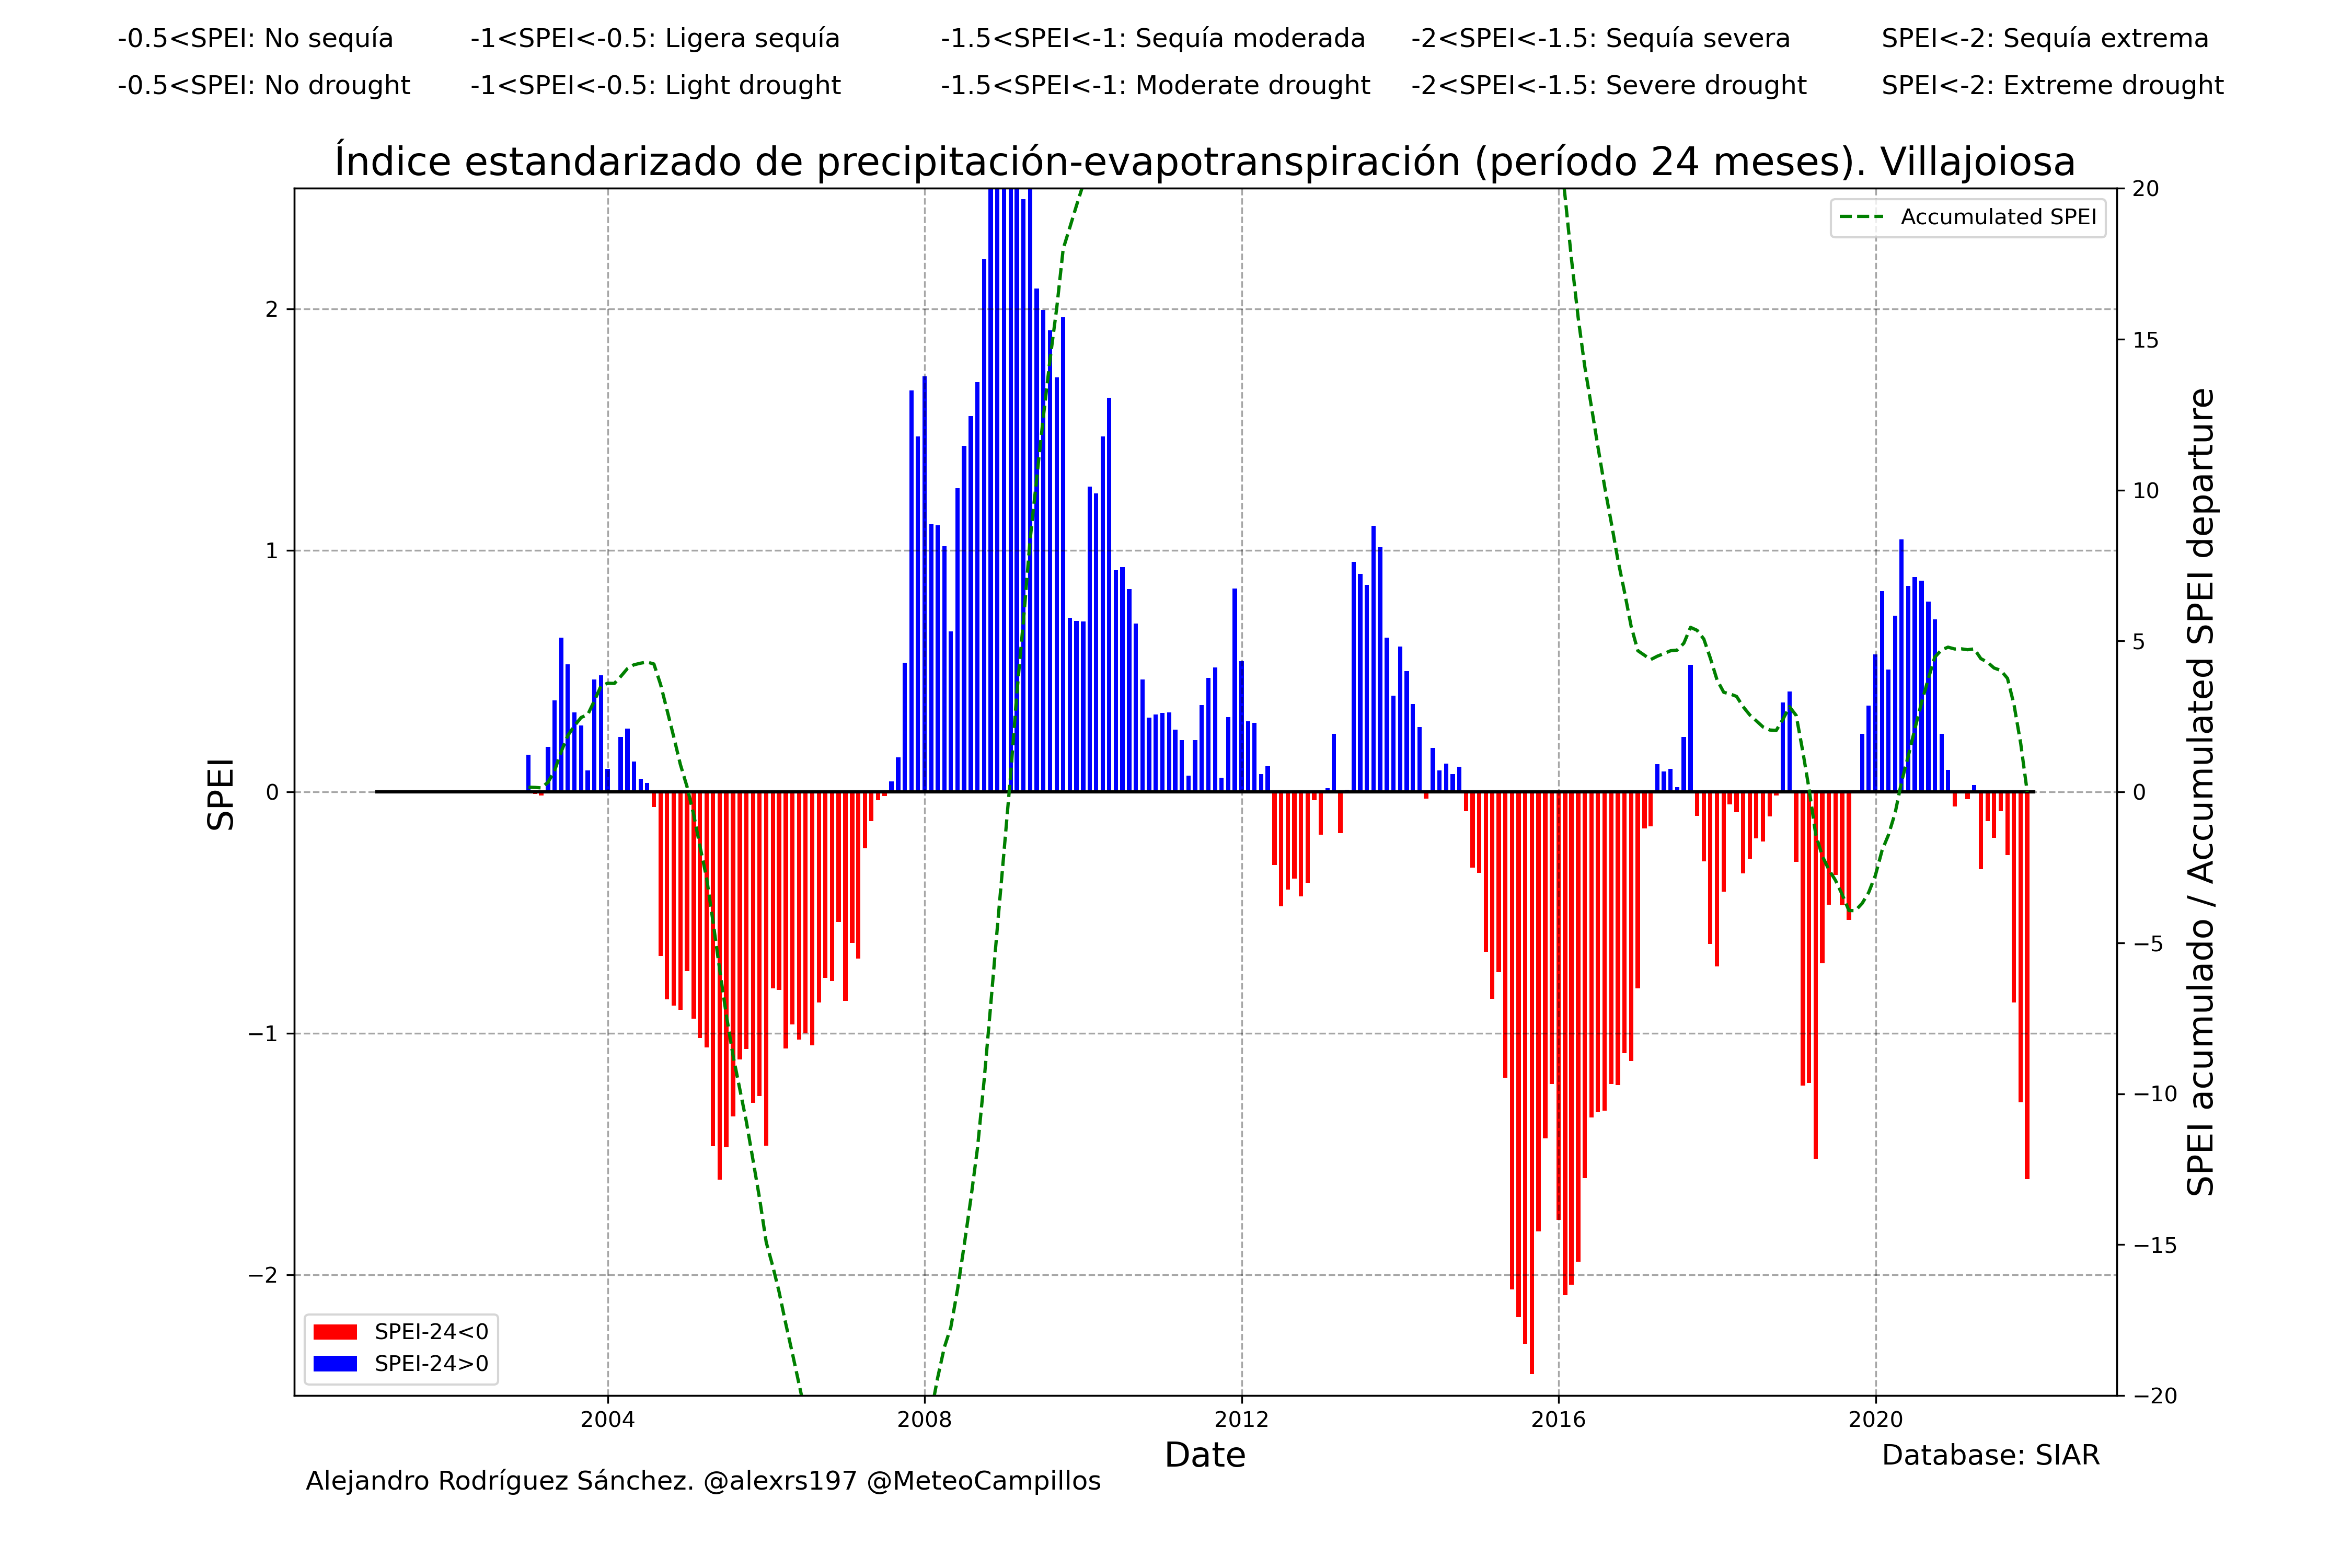 -0.5<SPEI: No sequía -1<SPEI<-0.5: Ligera sequía -1.5<SPEI<-1: Sequía moderada -2<SPEI<-1.5: Sequía severa SPEI<-2: Sequía extrema
-0.5<SPEI: No drought -1<SPEI<-0.5: Light drought -1.5<SPEI<-1: Moderate drought -2<SPEI<-1.5: Severe drought SPEI<-2: Extreme drought
Índice estandarizado de precipitación-evapotranspiración (período 24 meses). Villajoiosa
Accumulated SPEI
SPEI
2
1
0
−1
−2
20
15
10
5
0
−5
−10
−15
−20
SPEI acumulado / Accumulated SPEI departure
SPEI-24<0
SPEI-24>0
2004 2008 2012 2016 2020
Date
Database: SIAR
Alejandro Rodríguez Sánchez. @alexrs197 @MeteoCampillos